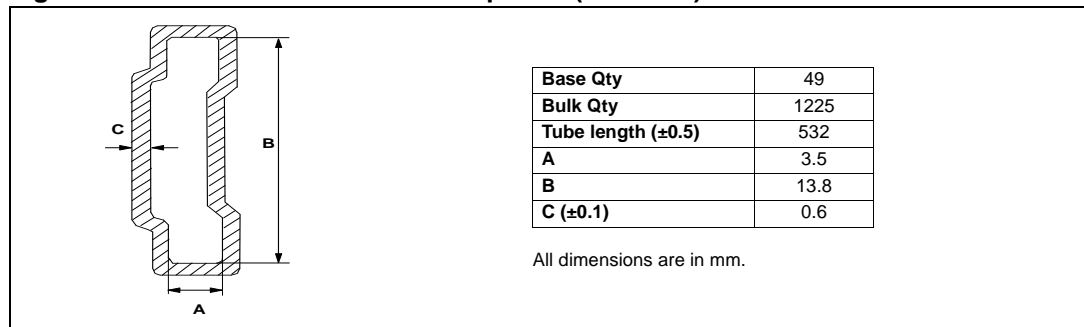 C
B
A
Base Qty 49
Bulk Qty 1225
Tube length (±0.5) 532
A 3.5
B 13.8
C (±0.1) 0.6
All dimensions are in mm.